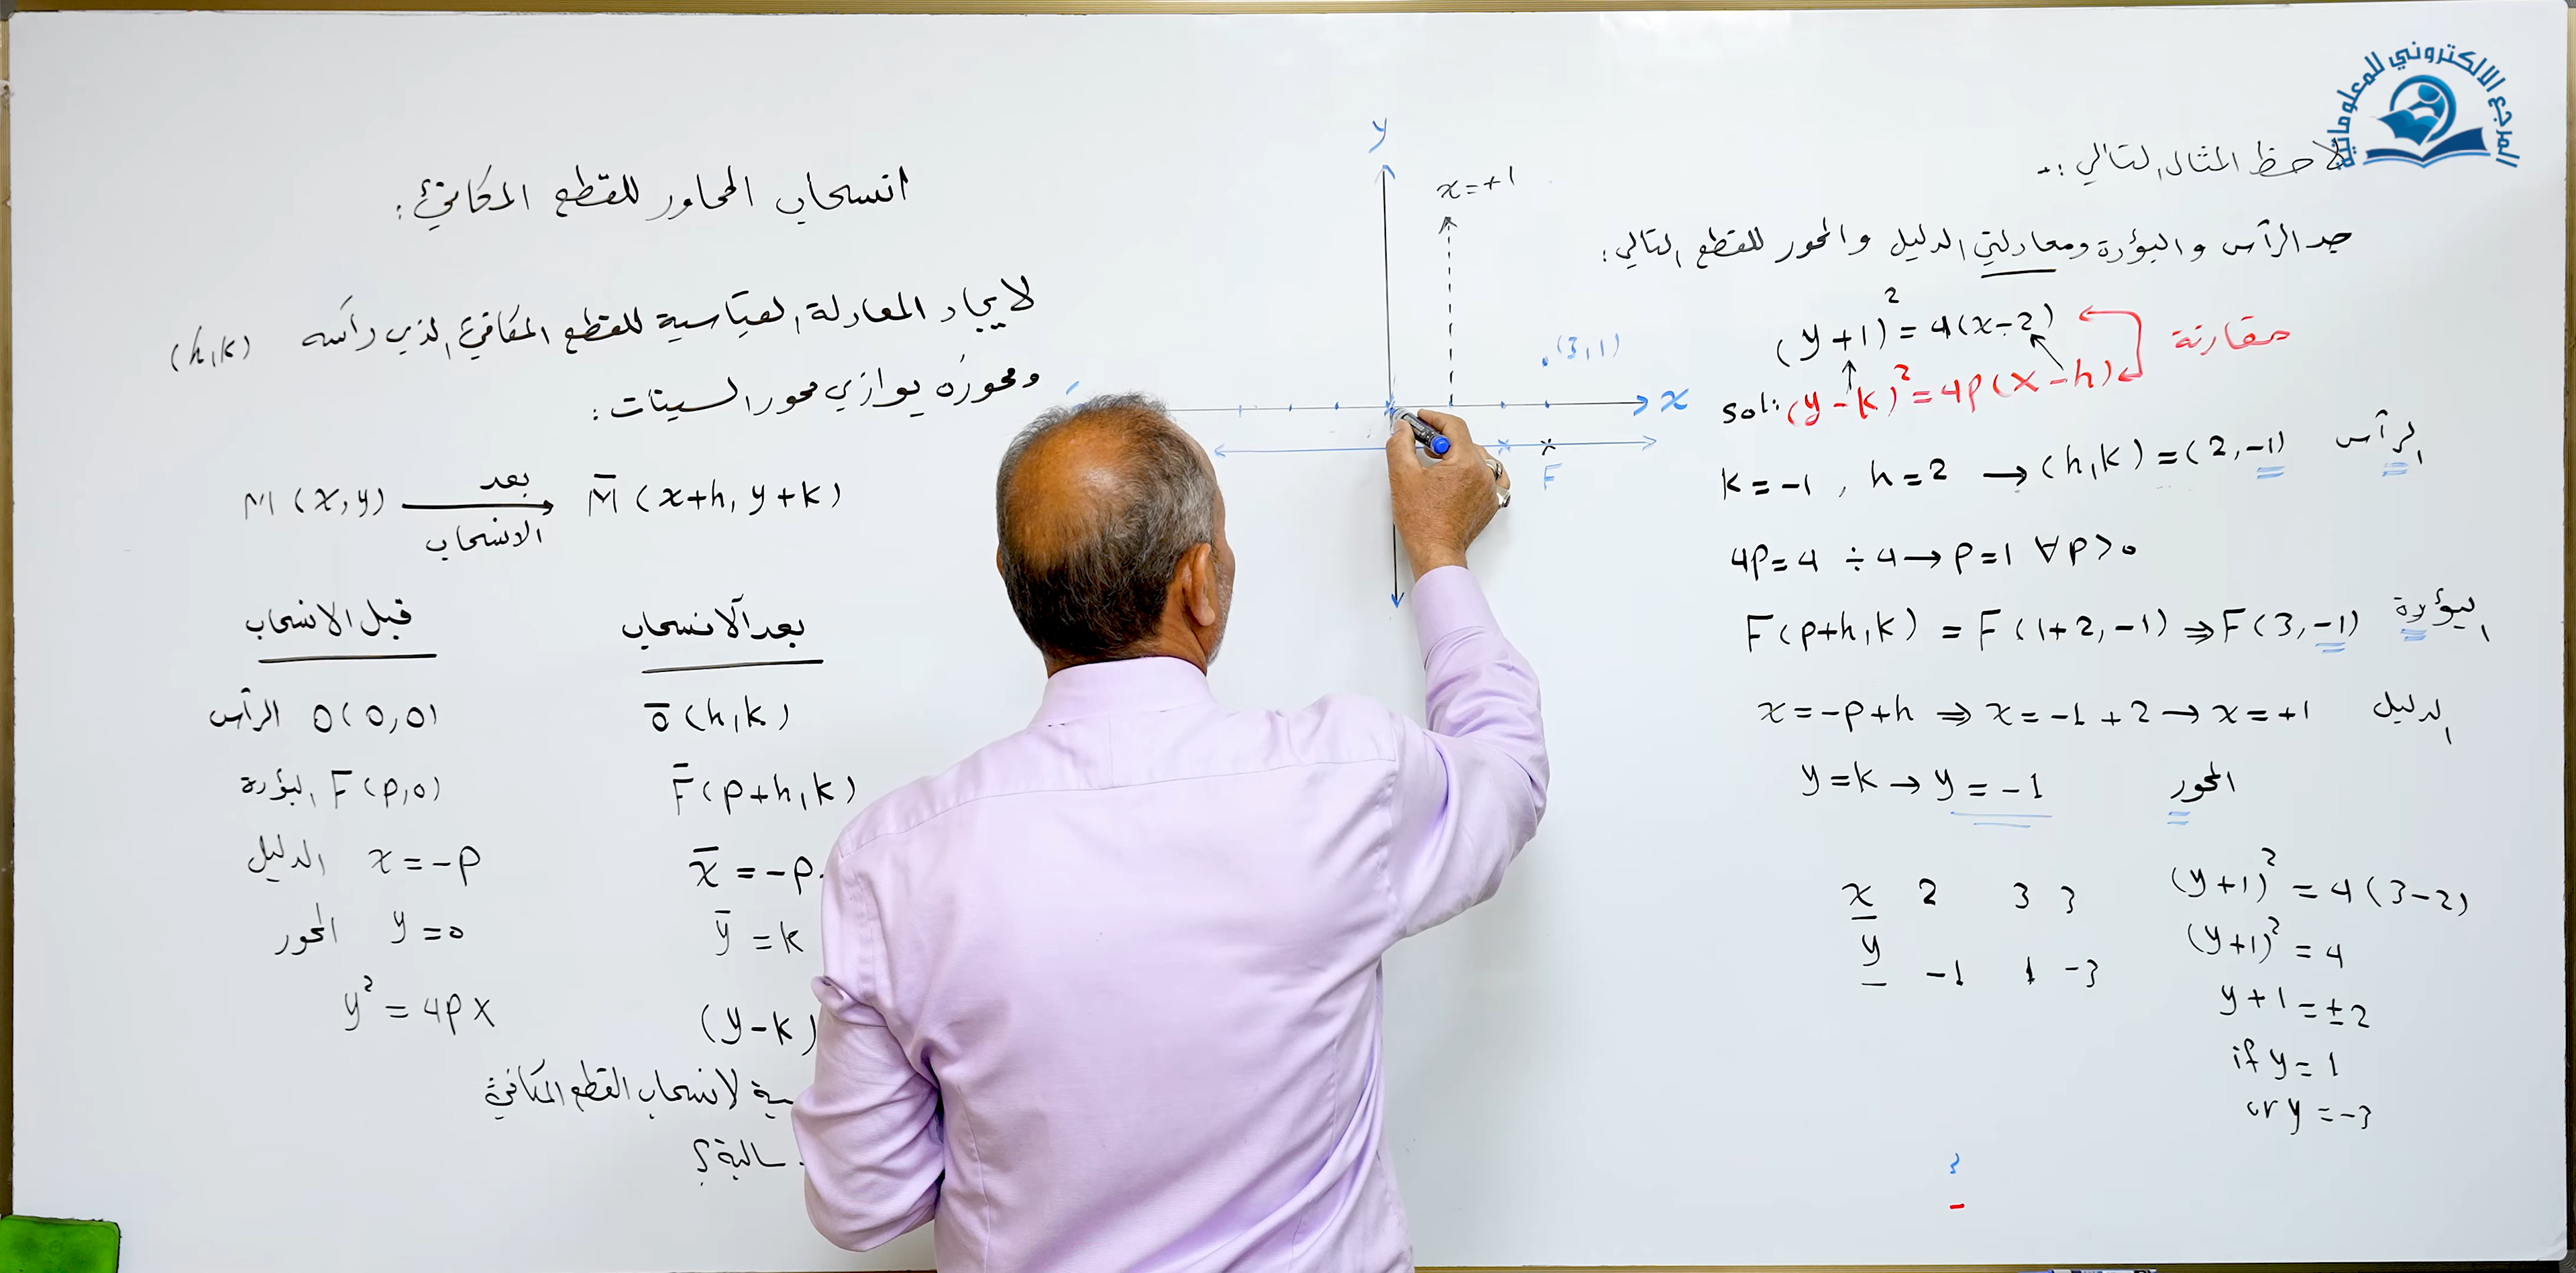 المرجع الالكتروني للمعلوماتية
لاحظ المثال التالي :-
جد الرأس و البؤرة ومعادلتي الدليل والمحور للقطع التالي :
(y+1)² = 4(x-2)
مقارنة
sol: (y-k)² = 4p(x-h)
k = -1 , h = 2 → (h,k) = (2,-1) الرأس
4p = 4 ÷ 4 → p = 1 ∀ p > 0
F(p+h,k) = F(1+2,-1) ⇒ F(3,-1) البؤرة
x = -p+h ⇒ x = -1+2 → x = +1 الدليل
y = k → y = -1 المحور
x 2 3 3
y -1 1 -3
(y+1)² = 4(3-2)
(y+1)² = 4
y+1 = ±2
if y = 1
or y = -3
y
x = +1
(3,1)
x
F
انسحاب المحاور للقطع المكافئ :
لايجاد المعادلة القياسية للقطع المكافئ الذي رأسه (h,k)
ومحوره يوازي محور السينات :
M(x,y) بعد الانسحاب → M̄(x+h, y+k)
قبل الانسحاب
بعد الانسحاب
الرأس O(0,0)
Ō(h,k)
البؤرة F(p,0)
F̄(p+h,k)
الدليل x = -p
x̄ = -p
المحور y = 0
ȳ = k
y² = 4px
(y-k)
لانسحاب القطع المكافئ
سالبة؟